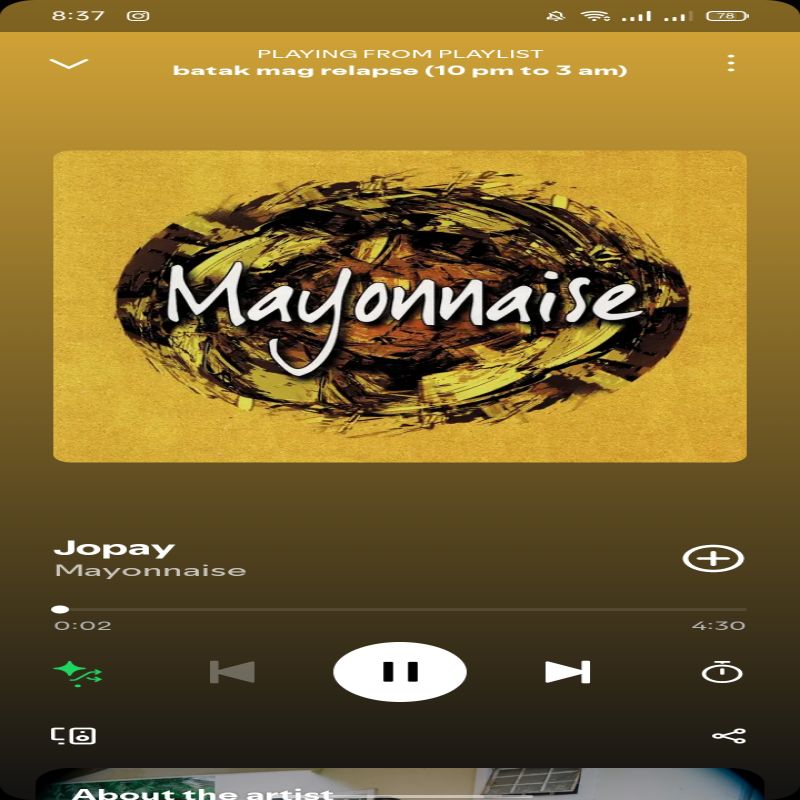 8:37
78
PLAYING FROM PLAYLIST
batak mag relapse (10 pm to 3 am)
Mayonnaise
Jopay
Mayonnaise
0:02
4:30
About the artist